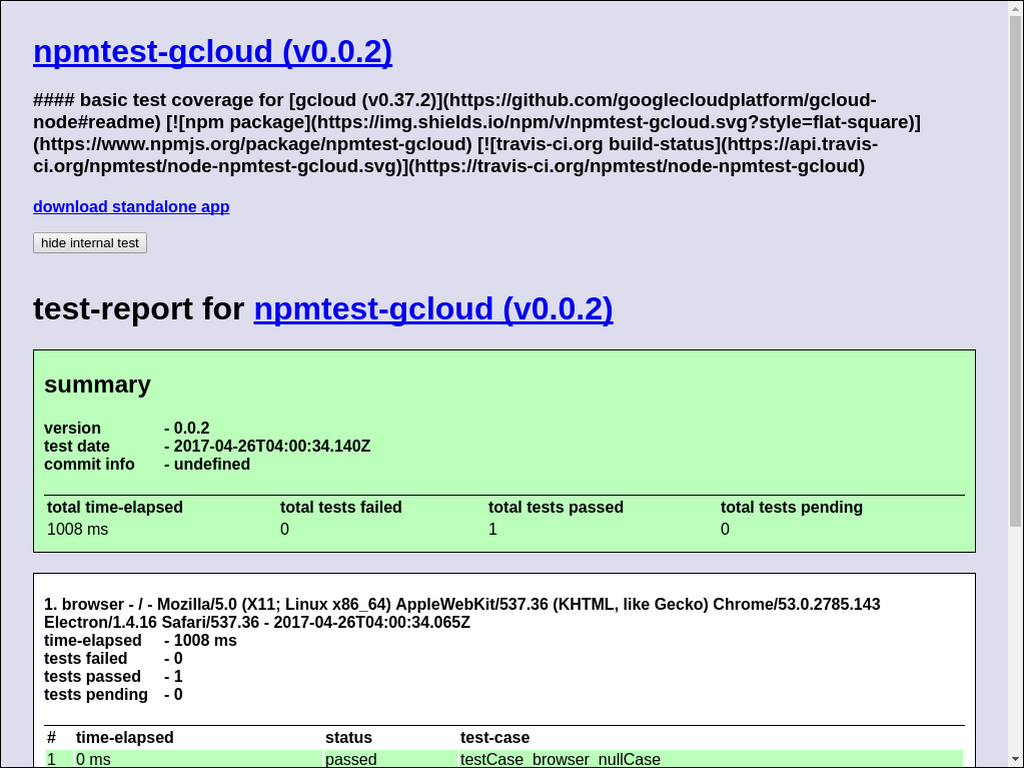 npmtest-gcloud (v0.0.2)
#### basic test coverage for [gcloud (v0.37.2)](https://github.com/googlecloudplatform/gcloud-
node#readme) [![npm package](https://img.shields.io/npm/v/npmtest-gcloud.svg?style=flat-square)]
(https://www.npmjs.org/package/npmtest-gcloud) [![travis-ci.org build-status](https://api.travis-
ci.org/npmtest/node-npmtest-gcloud.svg)](https://travis-ci.org/npmtest/node-npmtest-gcloud)
download standalone app
hide internal test
test-report for npmtest-gcloud (v0.0.2)
summary
version - 0.0.2
test date - 2017-04-26T04:00:34.140Z
commit info - undefined
total time-elapsed total tests failed total tests passed total tests pending
1008 ms 0 1 0
1. browser - / - Mozilla/5.0 (X11; Linux x86_64) AppleWebKit/537.36 (KHTML, like Gecko) Chrome/53.0.2785.143
Electron/1.4.16 Safari/537.36 - 2017-04-26T04:00:34.065Z
time-elapsed - 1008 ms
tests failed - 0
tests passed - 1
tests pending - 0
# time-elapsed status test-case
1 0 ms passed testCase_browser_nullCase